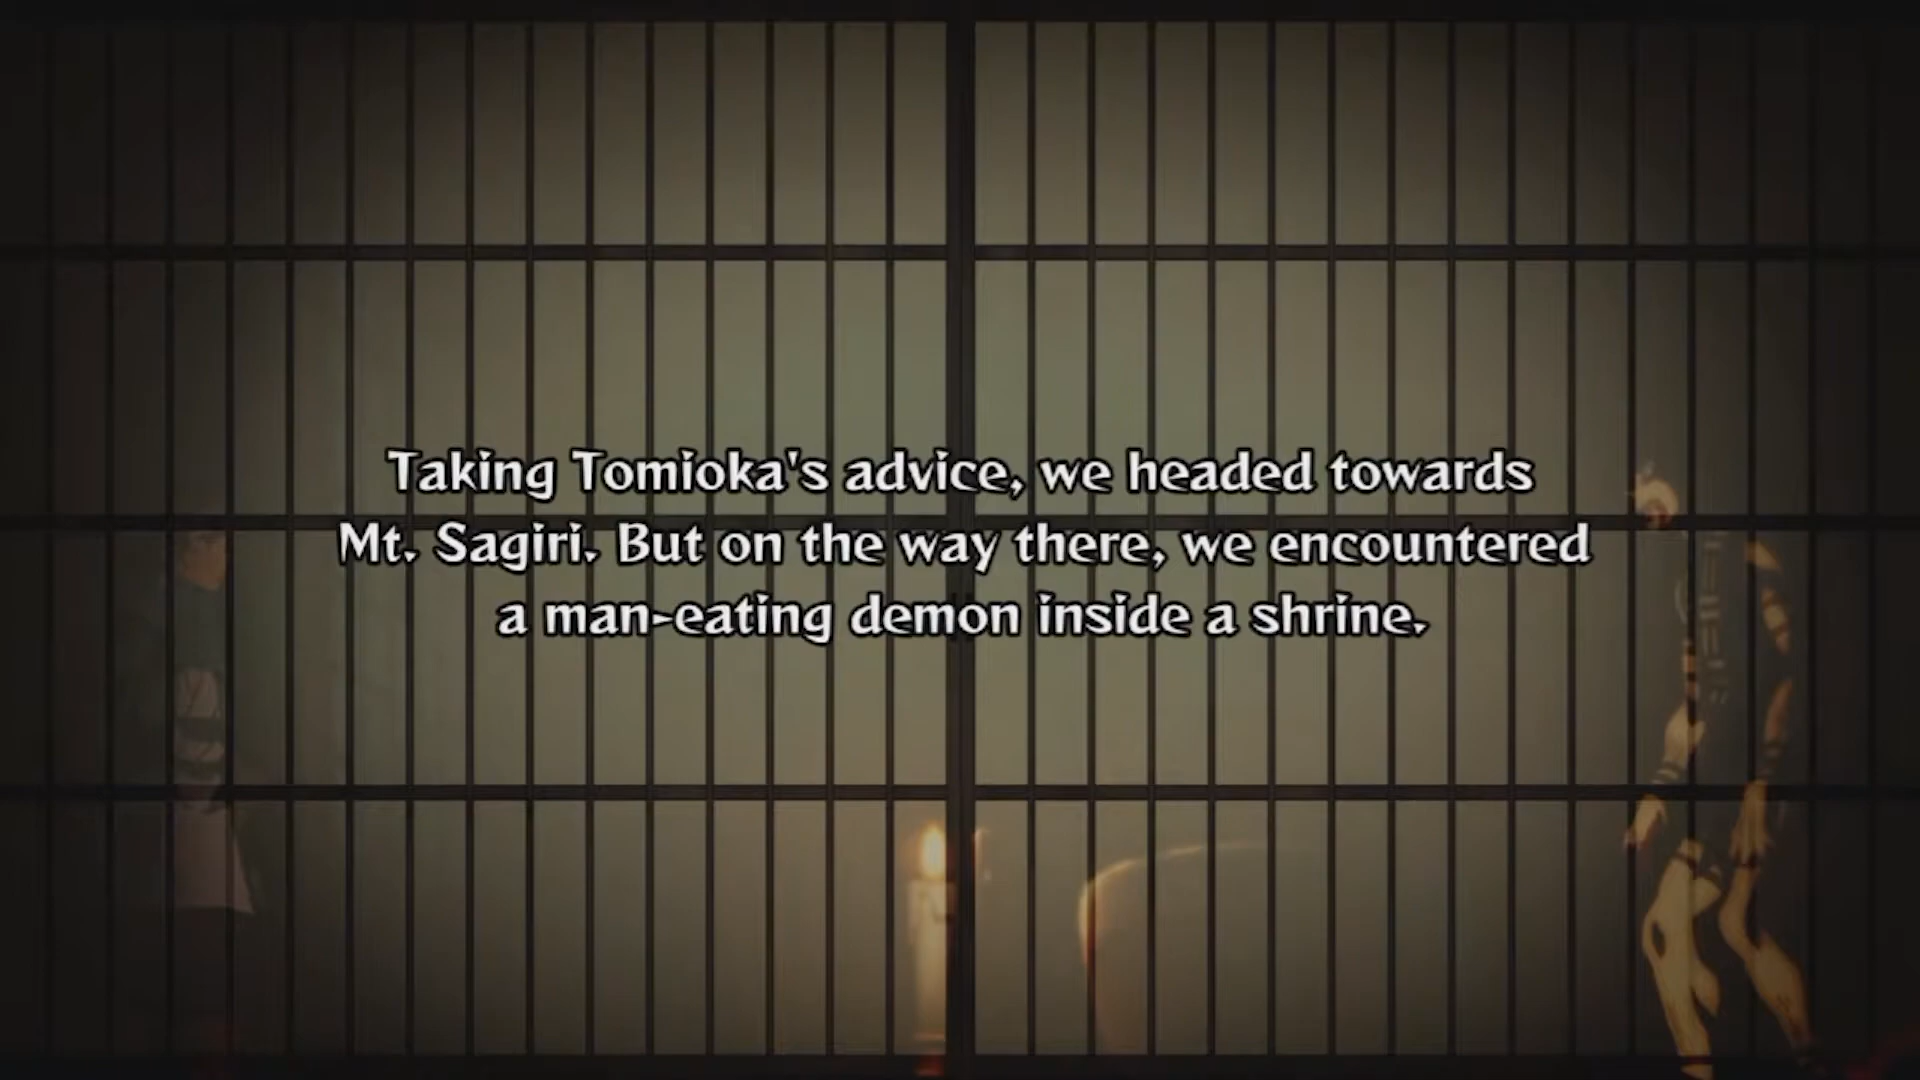 Taking Tomioka's advice, we headed towards
Mt. Sagiri. But on the way there, we encountered
a man-eating demon inside a shrine.